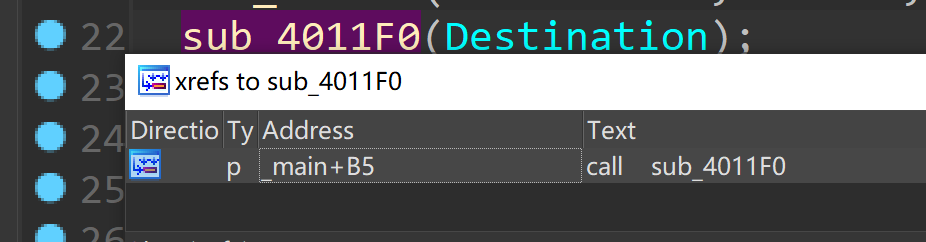 22 sub_4011F0(Destination);
23
xrefs to sub_4011F0
Directio Ty Address Text
24
p _main+B5 call sub_4011F0
25
26